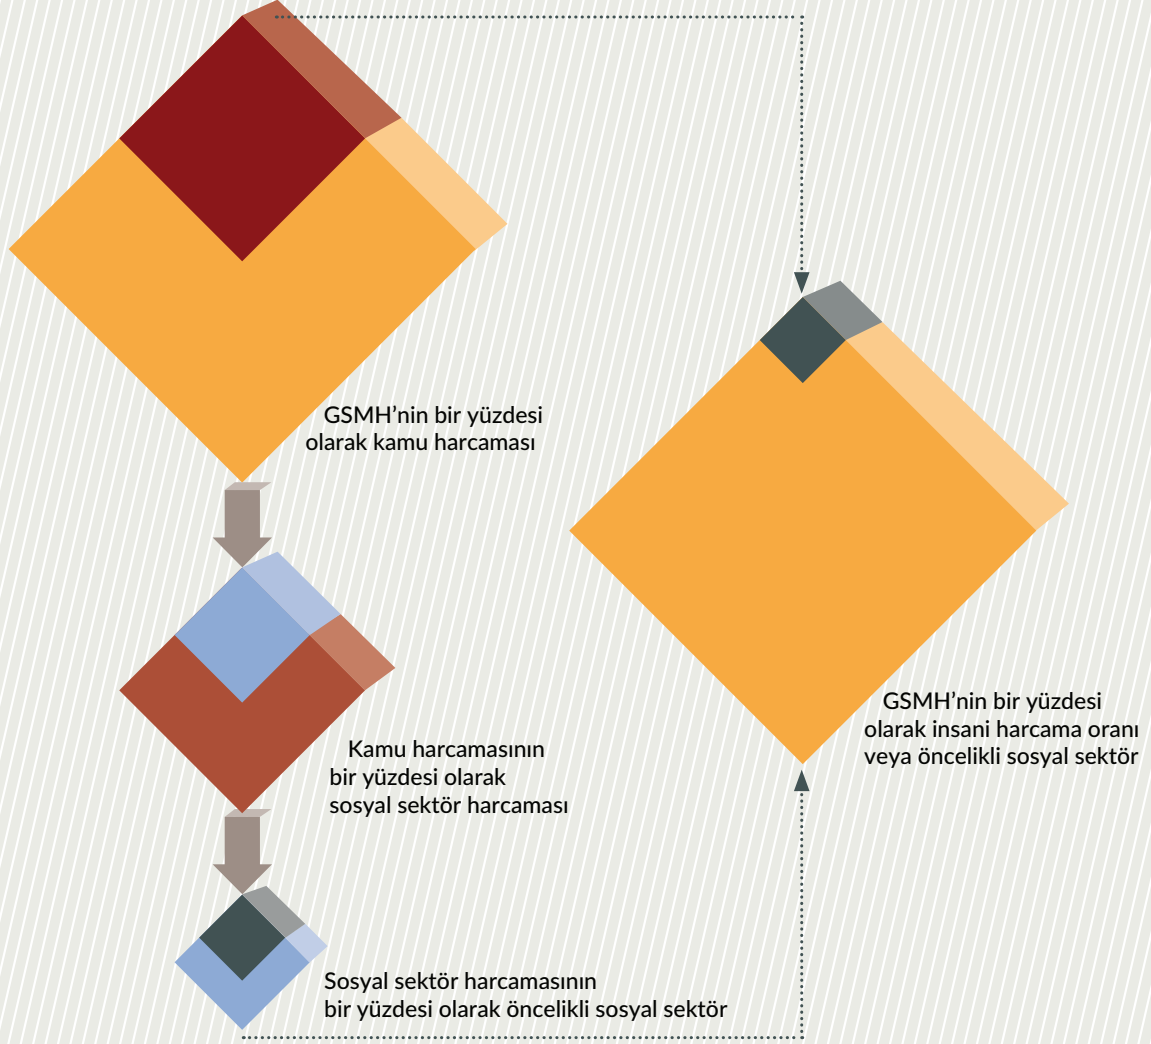 GSMH’nin bir yüzdesi
olarak kamu harcaması
Kamu harcamasının
bir yüzdesi olarak
sosyal sektör harcaması
Sosyal sektör harcamasının
bir yüzdesi olarak öncelikli sosyal sektör
GSMH’nin bir yüzdesi
olarak insani harcama oranı
veya öncelikli sosyal sektör